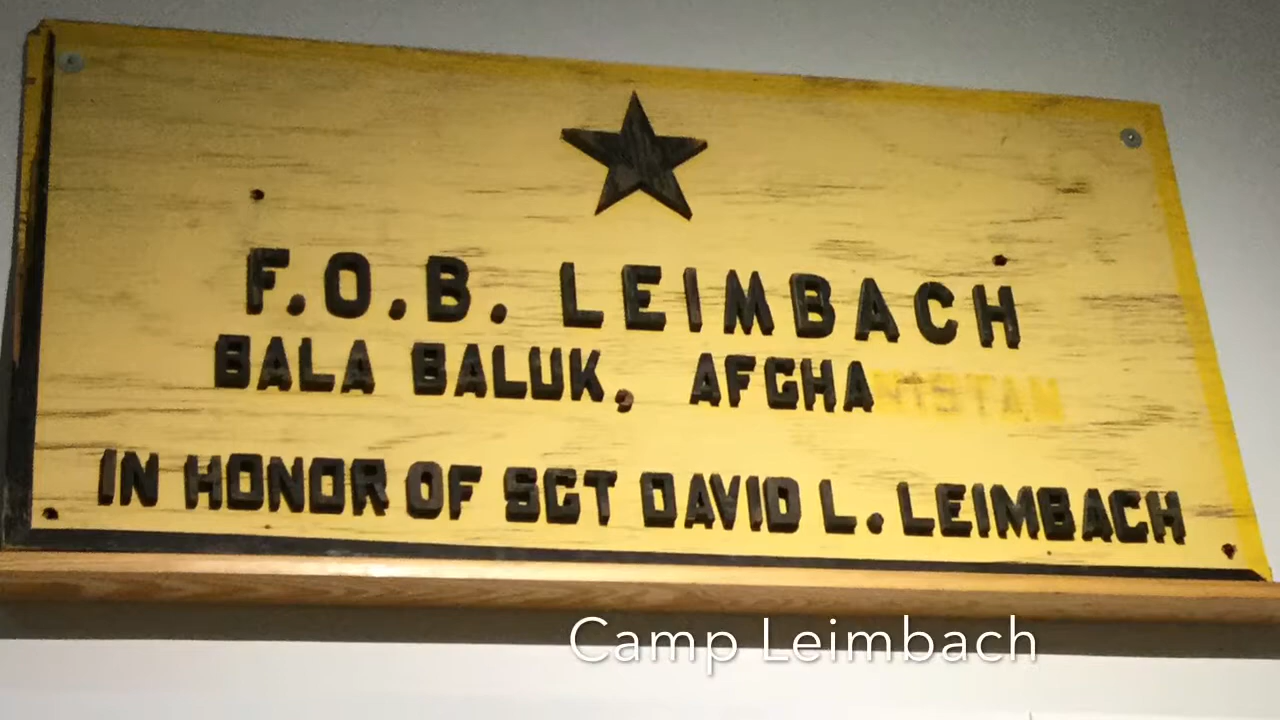 F.O.B. LEIMBACH
BALA BALUK, AFGHANISTAN
IN HONOR OF SGT DAVID L. LEIMBACH
Camp Leimbach